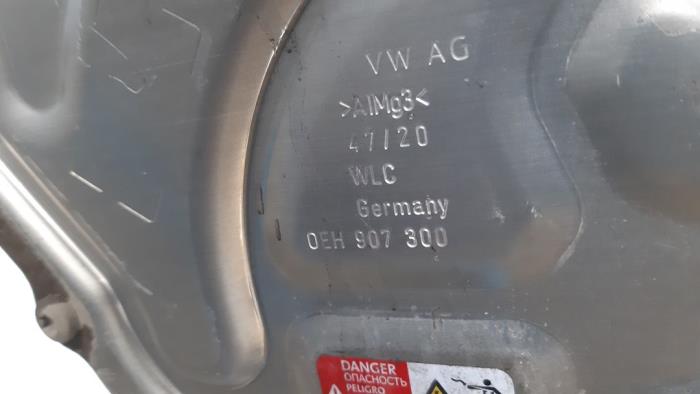 VW AG
>AlMg3<
47/20
WLC
Germany
0EH 907 300
DANGER
ОПАСНОСТЬ
PELIGRO